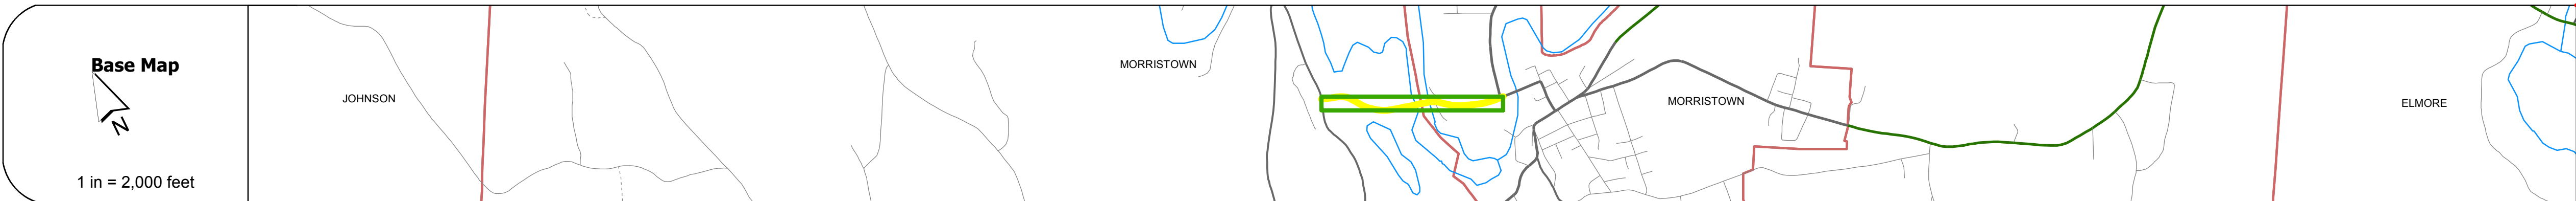 Base Map
N
1 in = 2,000 feet
JOHNSON
MORRISTOWN
MORRISTOWN
ELMORE